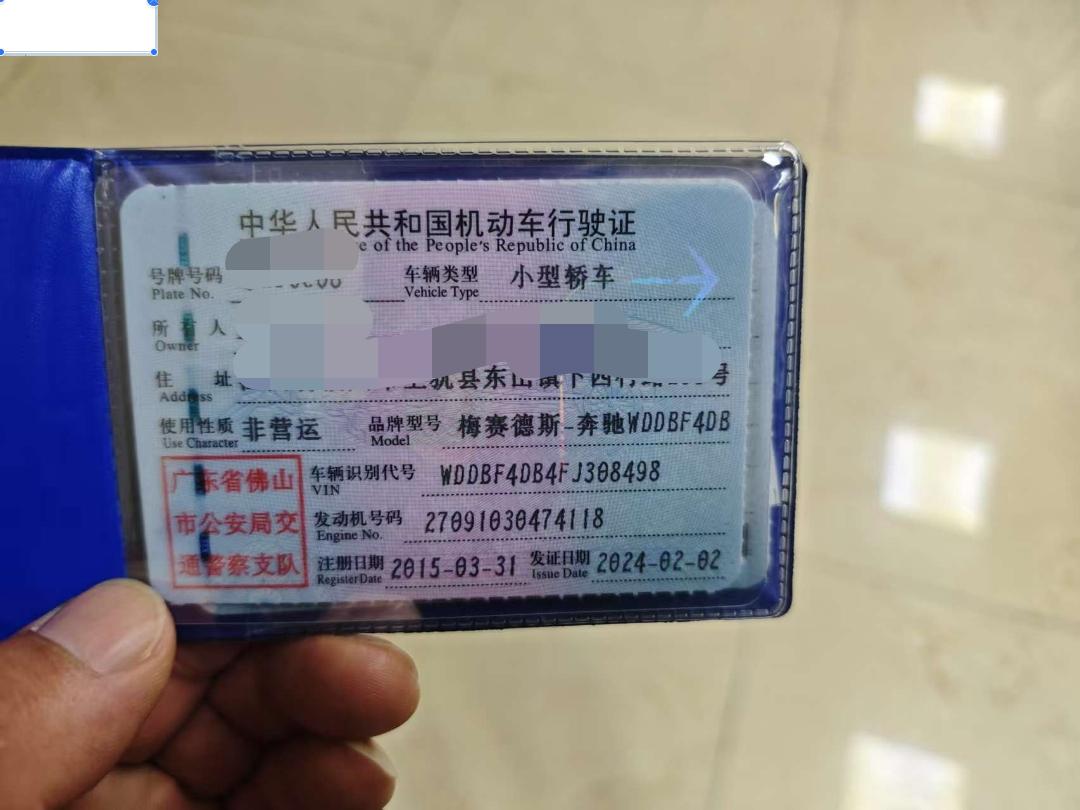 中华人民共和国机动车行驶证
of the People's Republic of China
号牌号码 车辆类型 小型轿车
Plate No. Vehicle Type
所有人
Owner
住址 县东山镇下西村路 号
Address
使用性质 非营运 品牌型号 梅赛德斯-奔驰WDDBF4DB
Use Character Model
广东省佛山
市公安局交
通警察支队
车辆识别代号 WDDBF4DB4FJ308498
VIN
发动机号码 27091030474118
Engine No.
注册日期 2015-03-31 发证日期 2024-02-02
Register Date Issue Date